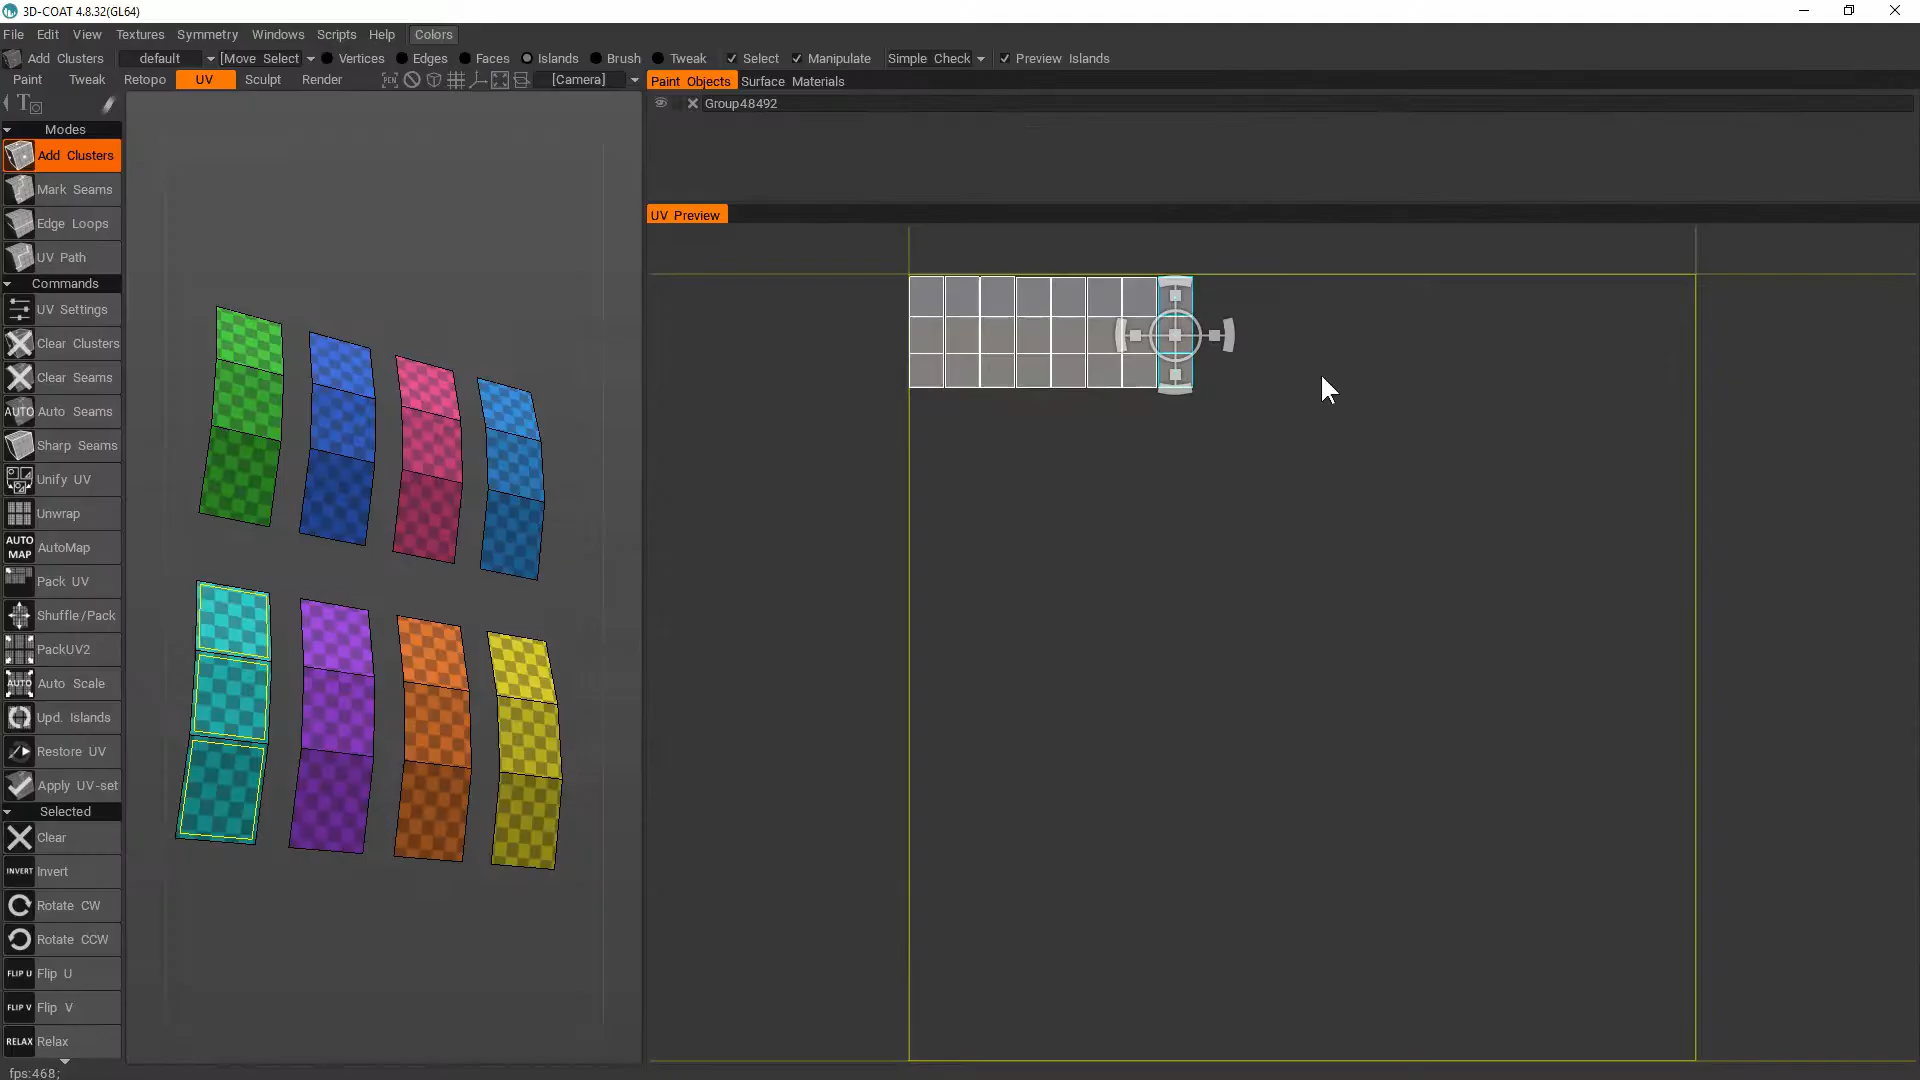 3D-COAT 4.8.32(GL64)
File Edit View Textures Symmetry Windows Scripts Help Colors
Add Clusters default [Move Select] Vertices Edges Faces Islands Brush Tweak Select Manipulate Simple Check Preview Islands
Paint Tweak Retopo UV Sculpt Render [Camera] Paint Objects Surface Materials
Group48492
Modes
Add Clusters
Mark Seams
Edge Loops
UV Path
UV Preview
Commands
UV Settings
Clear Clusters
Clear Seams
AUTO Auto Seams
Sharp Seams
Unify UV
Unwrap
AUTO MAP AutoMap
Pack UV
Shuffle/Pack
PackUV2
AUTO Auto Scale
Upd. Islands
Restore UV
Apply UV-set
Selected
Clear
INVERT Invert
Rotate CW
Rotate CCW
FLIP U Flip U
FLIP V Flip V
RELAX Relax
fps:468;